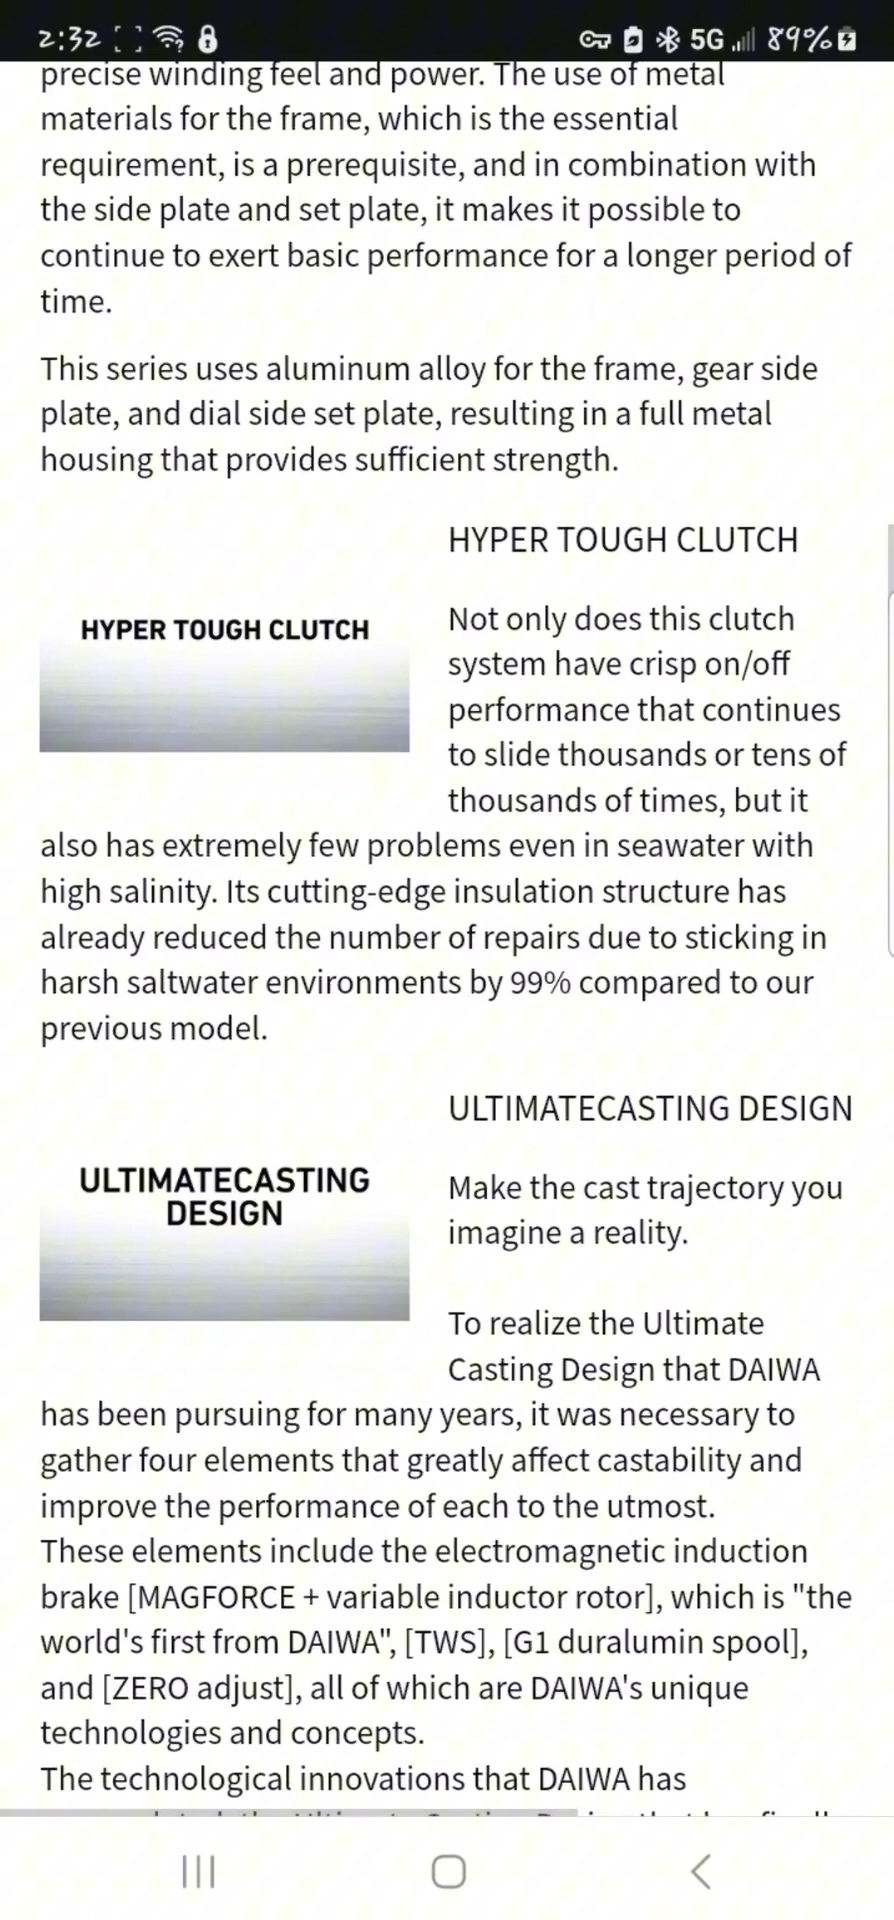 2:32 5G 89%
precise winding feel and power. The use of metal
materials for the frame, which is the essential
requirement, is a prerequisite, and in combination with
the side plate and set plate, it makes it possible to
continue to exert basic performance for a longer period of
time.
This series uses aluminum alloy for the frame, gear side
plate, and dial side set plate, resulting in a full metal
housing that provides sufficient strength.
HYPER TOUGH CLUTCH
HYPER TOUGH CLUTCH
Not only does this clutch
system have crisp on/off
performance that continues
to slide thousands or tens of
thousands of times, but it
also has extremely few problems even in seawater with
high salinity. Its cutting-edge insulation structure has
already reduced the number of repairs due to sticking in
harsh saltwater environments by 99% compared to our
previous model.
ULTIMATECASTING DESIGN
ULTIMATECASTING
DESIGN
Make the cast trajectory you
imagine a reality.
To realize the Ultimate
Casting Design that DAIWA
has been pursuing for many years, it was necessary to
gather four elements that greatly affect castability and
improve the performance of each to the utmost.
These elements include the electromagnetic induction
brake [MAGFORCE + variable inductor rotor], which is "the
world's first from DAIWA", [TWS], [G1 duralumin spool],
and [ZERO adjust], all of which are DAIWA's unique
technologies and concepts.
The technological innovations that DAIWA has